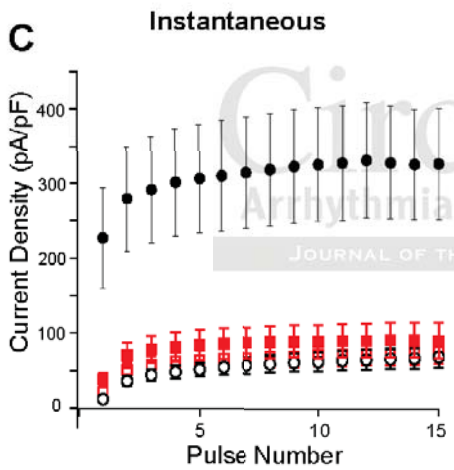 C
Instantaneous
Current Density (pA/pF)
400
300
200
100
0
5
10
15
Pulse Number
Circ
Arrhythmia
JOURNAL OF TH